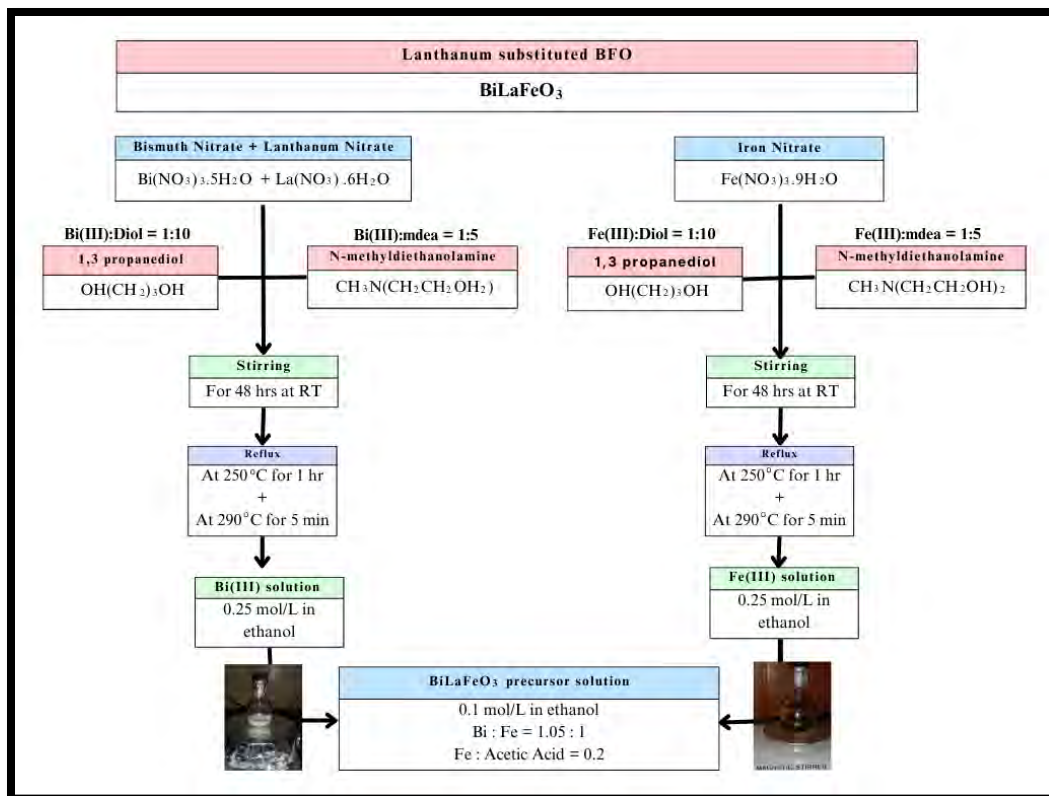 Lanthanum substituted BFO
BiLaFeO₃
Bismuth Nitrate + Lanthanum Nitrate
Bi(NO₃)₃.5H₂O + La(NO₃) .6H₂O
Bi(III):Diol = 1:10
1,3 propanediol
OH(CH₂)₃OH
Bi(III):mdea = 1:5
N-methyldiethanolamine
CH₃N(CH₂CH₂OH₂)
Stirring
For 48 hrs at RT
Reflux
At 250°C for 1 hr
+
At 290°C for 5 min
Bi(III) solution
0.25 mol/L in
ethanol
Iron Nitrate
Fe(NO₃)₃.9H₂O
Fe(III):Diol = 1:10
1,3 propanediol
OH(CH₂)₃OH
Fe(III):mdea = 1:5
N-methyldiethanolamine
CH₃N(CH₂CH₂OH)₂
Stirring
For 48 hrs at RT
Reflux
At 250°C for 1 hr
+
At 290°C for 5 min
Fe(III) solution
0.25 mol/L in
ethanol
BiLaFeO₃ precursor solution
0.1 mol/L in ethanol
Bi : Fe = 1.05 : 1
Fe : Acetic Acid = 0.2